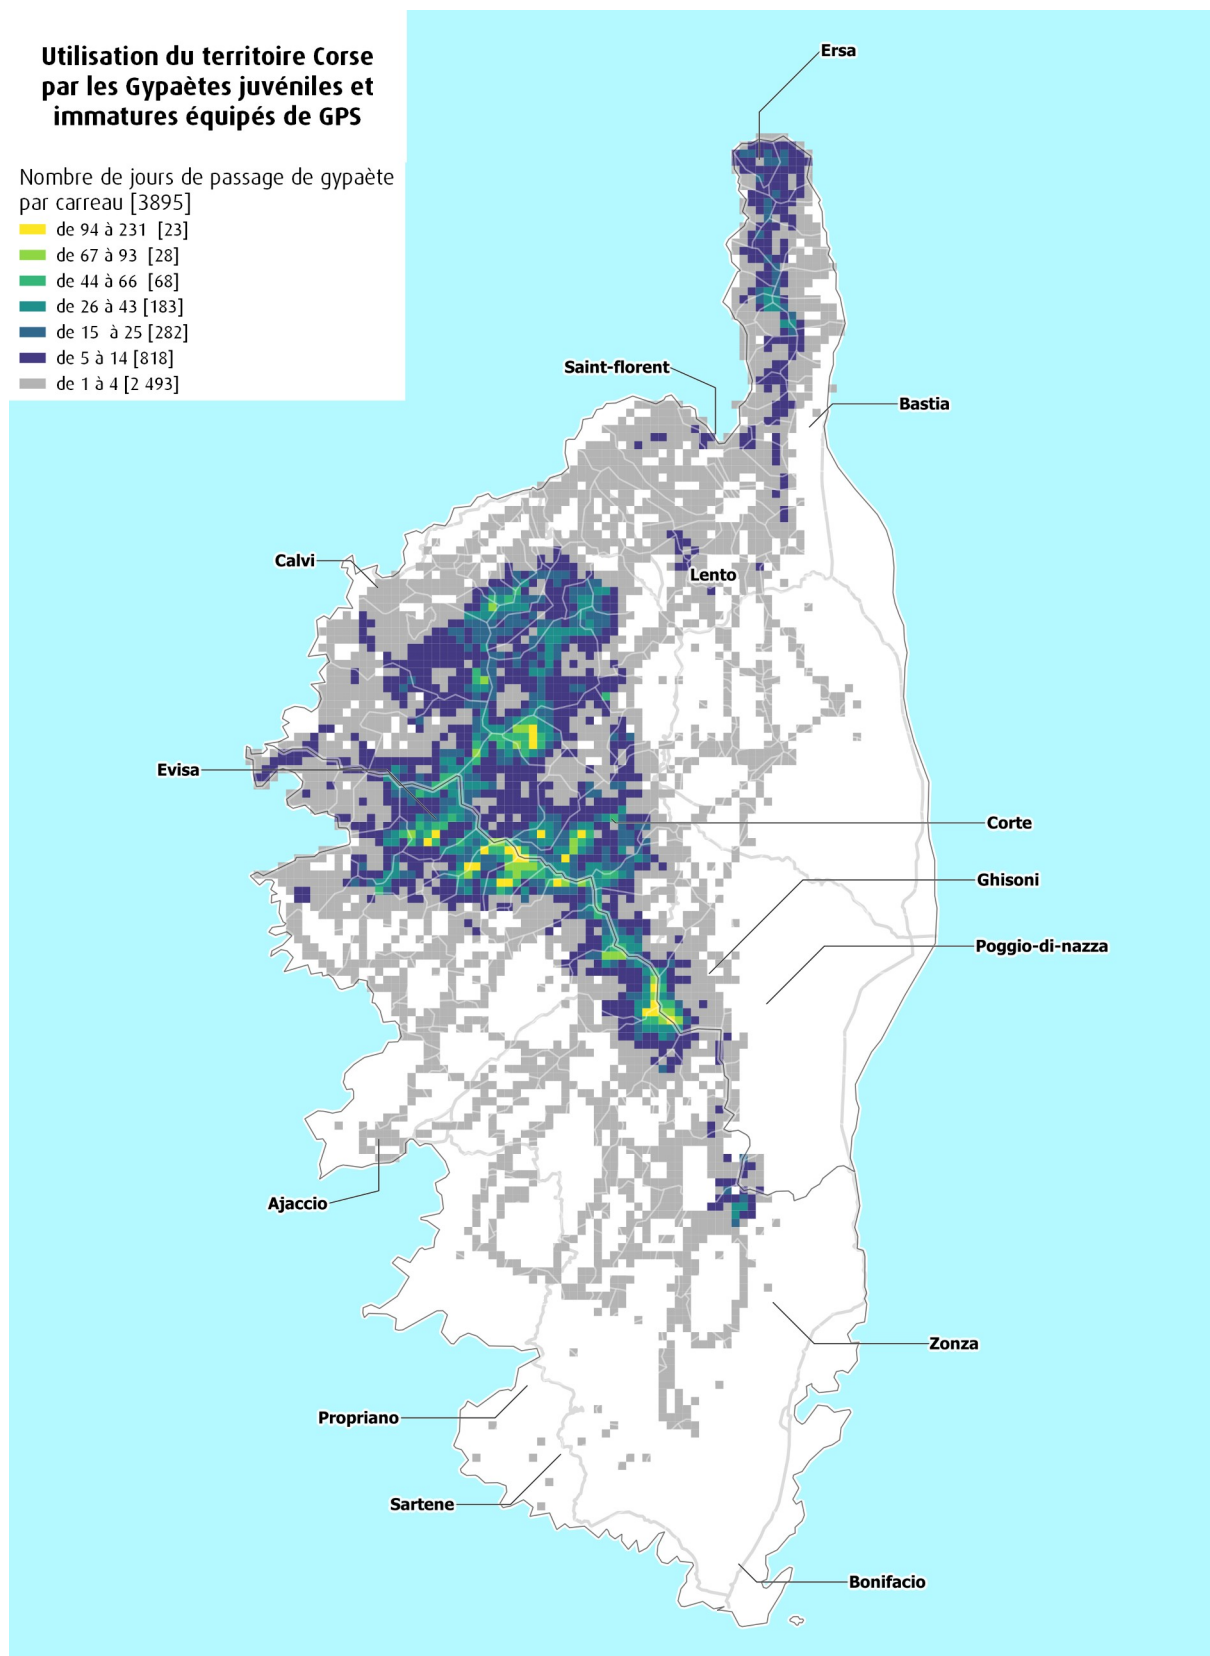 Utilisation du territoire Corse
par les Gypaètes juvéniles et
immatures équipés de GPS
Nombre de jours de passage de gypaète
par carreau [3895]
de 94 à 231 [23]
de 67 à 93 [28]
de 44 à 66 [68]
de 26 à 43 [183]
de 15 à 25 [282]
de 5 à 14 [818]
de 1 à 4 [2 493]
Ersa
Saint-florent
Bastia
Calvi
Lento
Evisa
Corte
Ghisoni
Poggio-di-nazza
Ajaccio
Zonza
Propriano
Sartene
Bonifacio